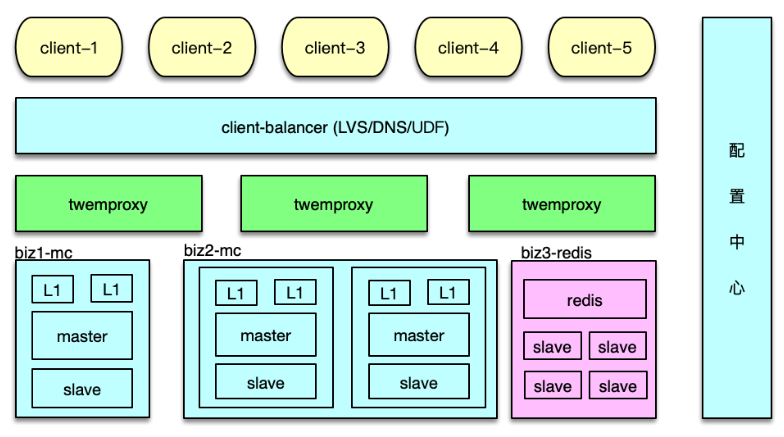 client-1 client-2 client-3 client-4 client-5
client-balancer (LVS/DNS/UDF)
twemproxy twemproxy twemproxy
biz1-mc biz2-mc biz3-redis
L1 L1 L1 L1 L1 L1 redis
master master master slave slave
slave slave slave slave slave
配
置
中
心